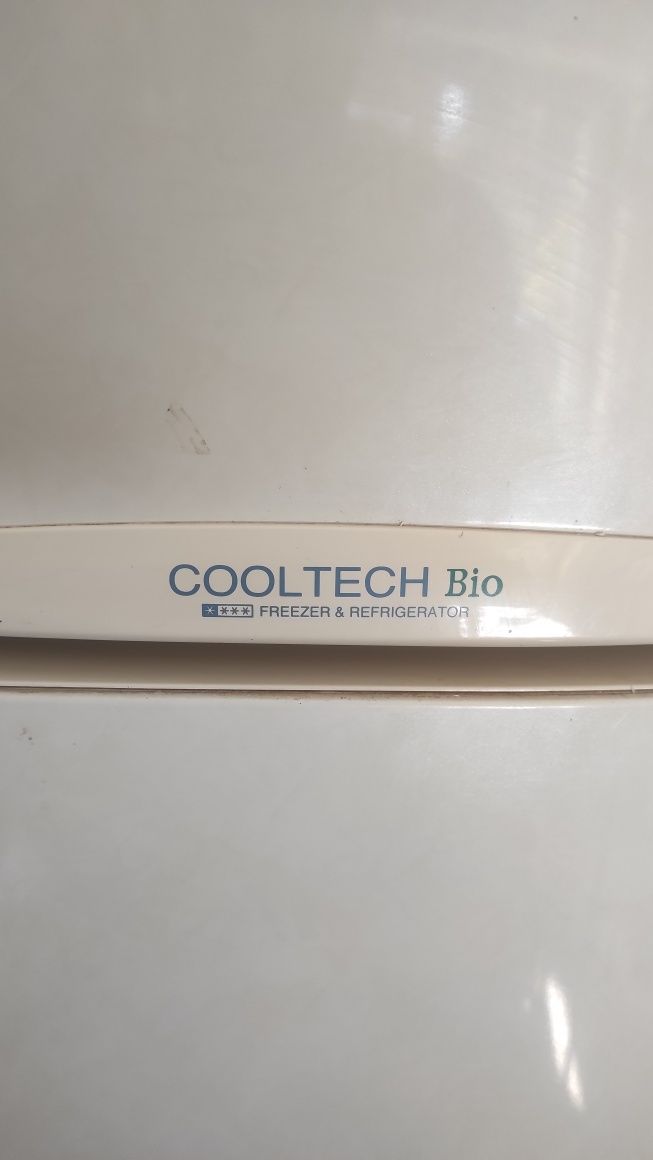 COOLTECH Bio
* *** FREEZER & REFRIGERATOR